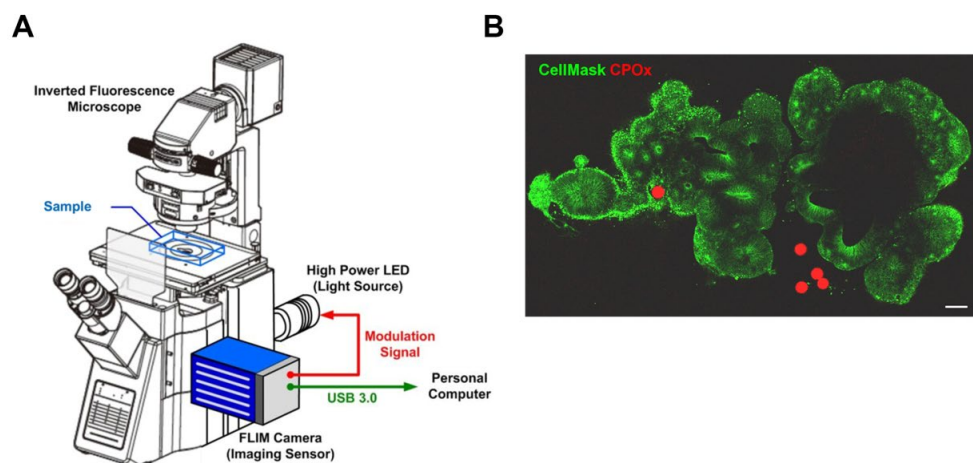 A
Inverted Fluorescence
Microscope
Sample
High Power LED
(Light Source)
Modulation
Signal
USB 3.0
Personal
Computer
FLIM Camera
(Imaging Sensor)
B
CellMask CPOx